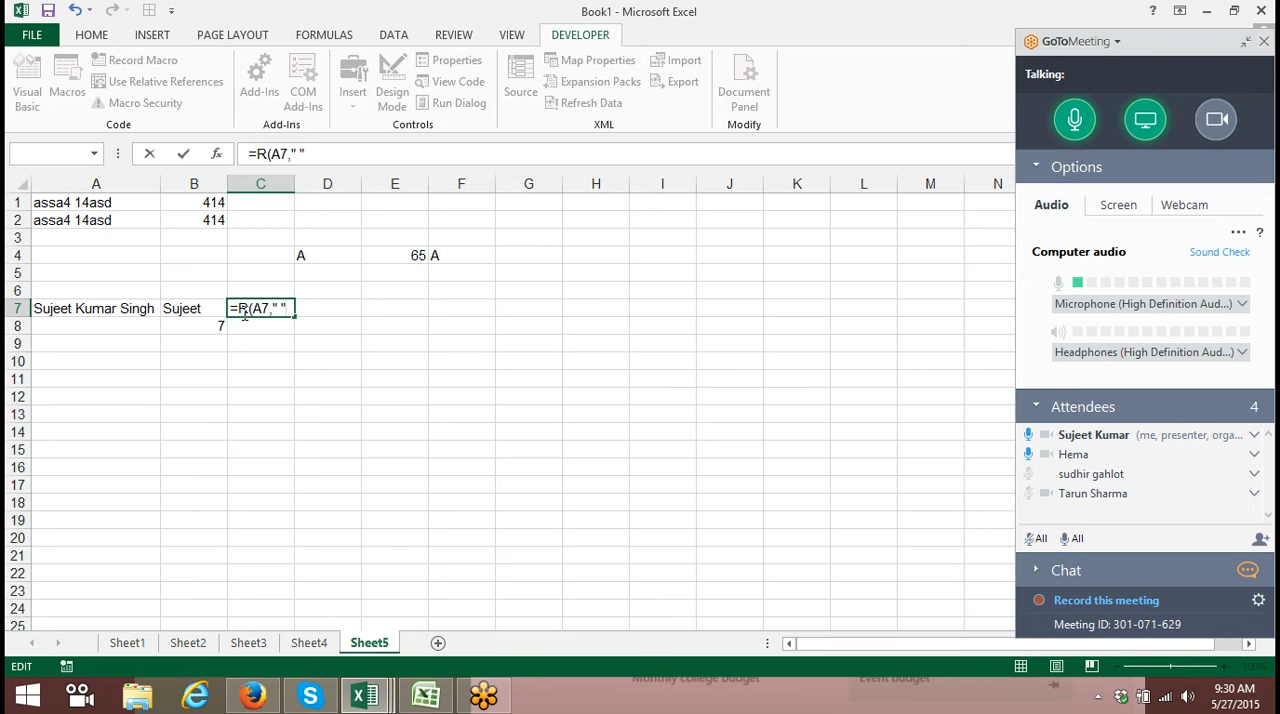 Book1 - Microsoft Excel
FILE HOME INSERT PAGE LAYOUT FORMULAS DATA REVIEW VIEW DEVELOPER
Visual Basic
Macros
Record Macro
Use Relative References
Macro Security
Code
Add-Ins
COM Add-Ins
Add-Ins
Insert
Design Mode
Properties
View Code
Run Dialog
Controls
Source
Map Properties
Expansion Packs
Refresh Data
Import
Export
XML
Document Panel
Modify
=R(A7," "
A B C D E F G H I J K L M N
1 assa4 14asd 414
2 assa4 14asd 414
3
4 A 65 A
5
6
7 Sujeet Kumar Singh Sujeet =R(A7," "
8 7
9
10
11
12
13
14
15
16
17
18
19
20
21
22
23
24
25
Sheet1 Sheet2 Sheet3 Sheet4 Sheet5
EDIT
100%
GoToMeeting
Talking:
Options
Audio Screen Webcam
Computer audio Sound Check
Microphone (High Definition Aud...)
Headphones (High Definition Aud...)
Attendees 4
Sujeet Kumar (me, presenter, orga...
Hema
sudhir gahlot
Tarun Sharma
All All
Chat
Record this meeting
Meeting ID: 301-071-629
Monthly college budget Event budget
9:30 AM
5/27/2015